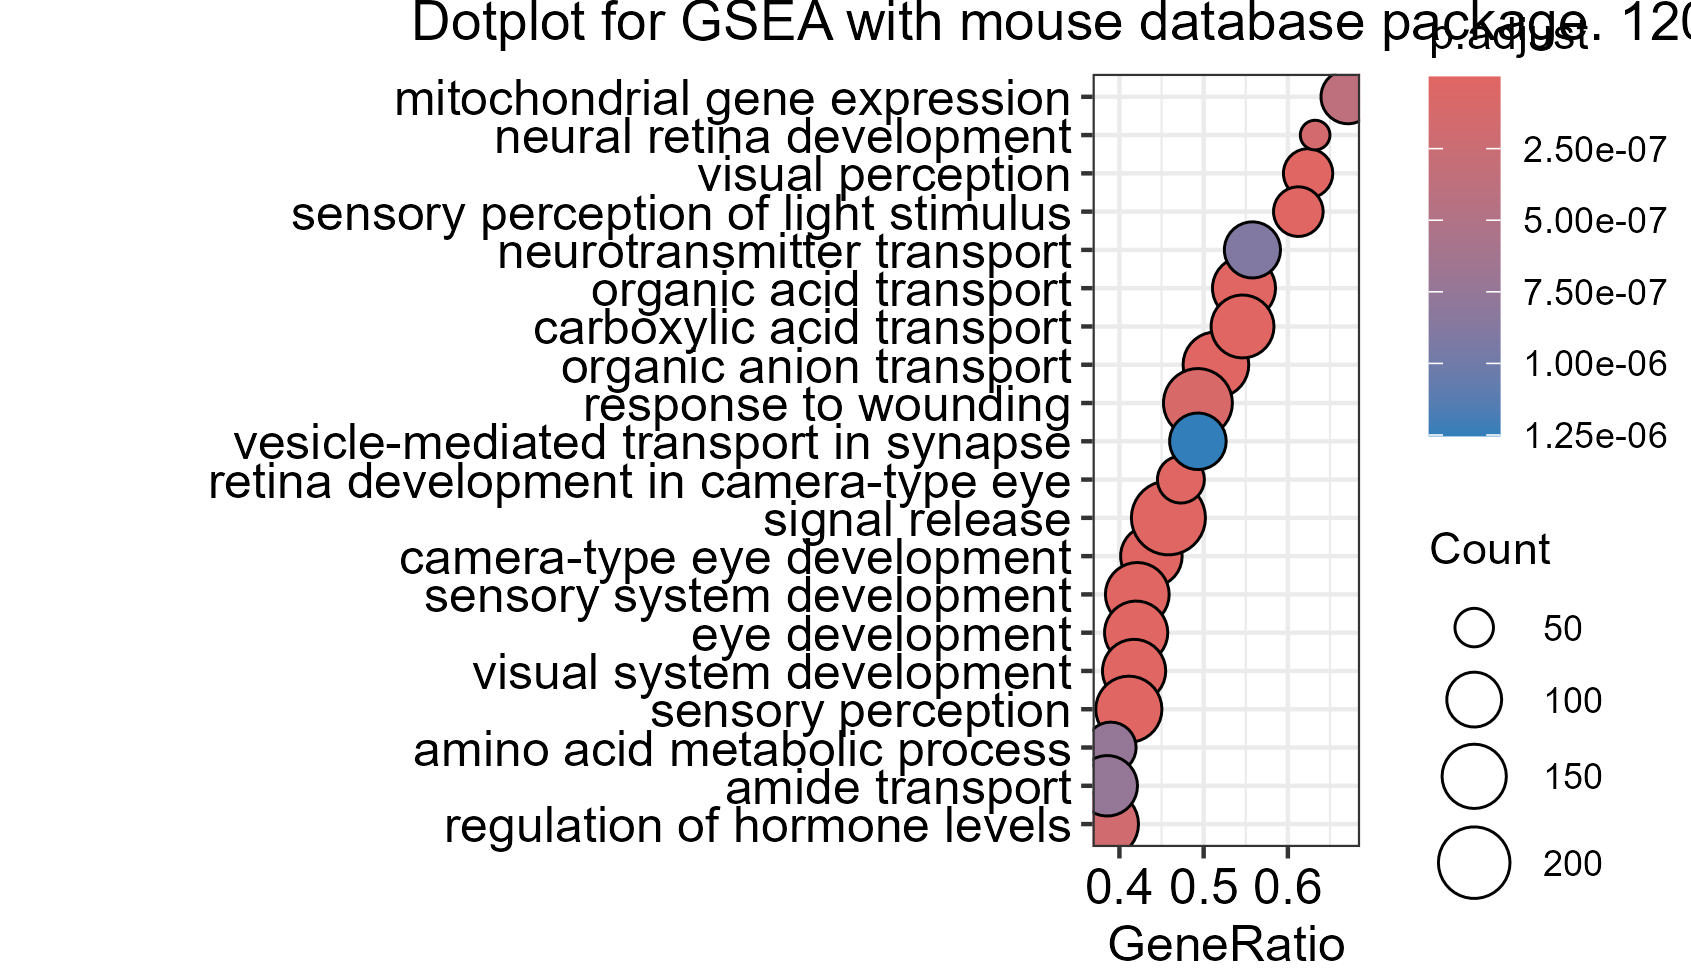 Dotplot for GSEA with mouse database package. 120
p.adjust
mitochondrial gene expression
neural retina development
visual perception
sensory perception of light stimulus
neurotransmitter transport
organic acid transport
carboxylic acid transport
organic anion transport
response to wounding
vesicle-mediated transport in synapse
retina development in camera-type eye
signal release
camera-type eye development
sensory system development
eye development
visual system development
sensory perception
amino acid metabolic process
amide transport
regulation of hormone levels
0.4 0.5 0.6
GeneRatio
2.50e-07
5.00e-07
7.50e-07
1.00e-06
1.25e-06
Count
50
100
150
200